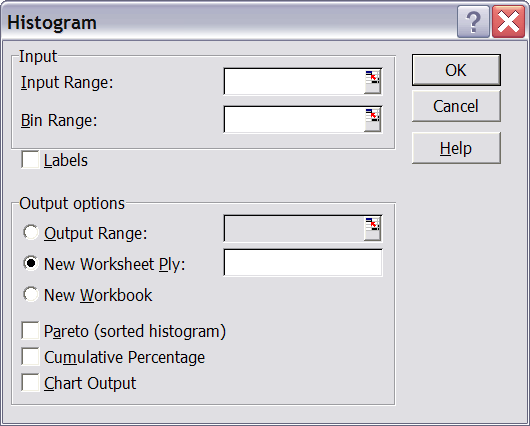 Histogram
?
Input
Input Range:
Bin Range:
Labels
OK
Cancel
Help
Output options
Output Range:
New Worksheet Ply:
New Workbook
Pareto (sorted histogram)
Cumulative Percentage
Chart Output